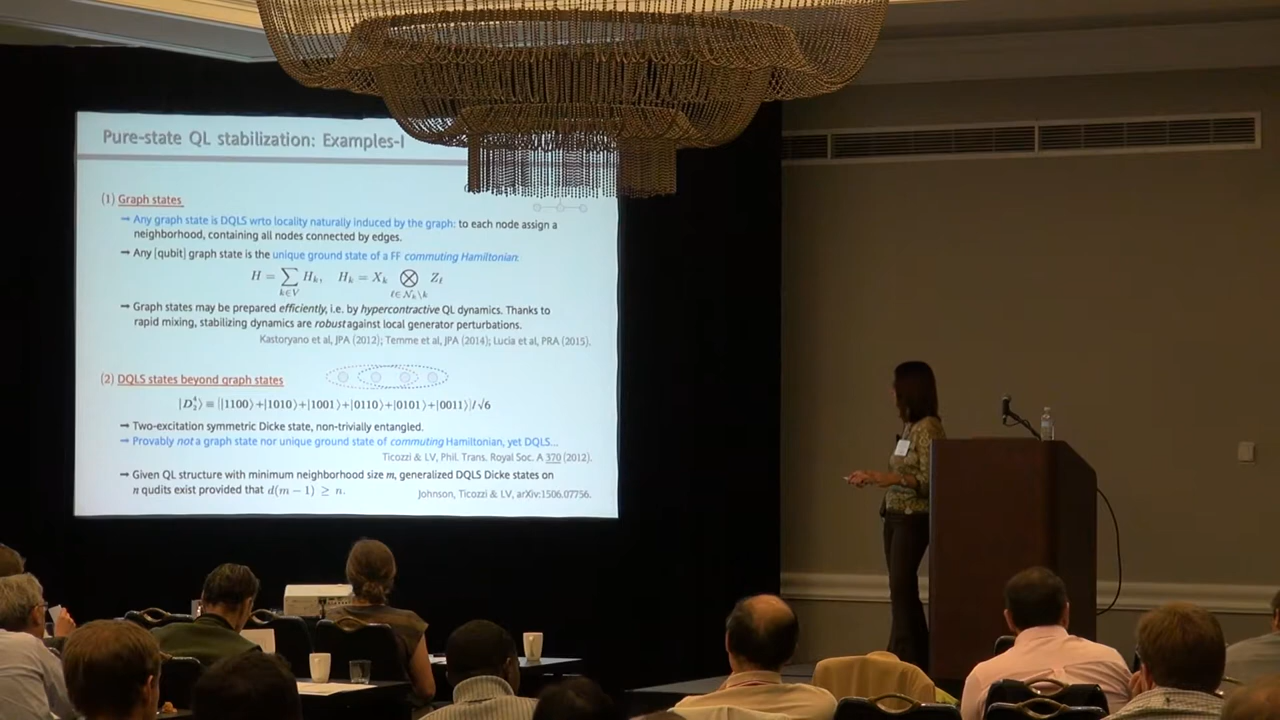 Pure-state QL stabilization: Examples-I
(1) Graph states
→ Any graph state is DQLS wrto locality naturally induced by the graph: to each node assign a
neighborhood, containing all nodes connected by edges.
→ Any [qubit] graph state is the unique ground state of a FF commuting Hamiltonian:
H = ∑_{k∈V} H_k,  H_k = X_k ⊗_{ℓ∈N_k\k} Z_ℓ
→ Graph states may be prepared efficiently, i.e. by hypercontractive QL dynamics. Thanks to
rapid mixing, stabilizing dynamics are robust against local generator perturbations.
Kastoryano et al, JPA (2012); Temme et al, JPA (2014); Lucia et al, PRA (2015).
(2) DQLS states beyond graph states
|D_2^4⟩ ≡ [|1100⟩+|1010⟩+|1001⟩+|0110⟩+|0101⟩+|0011⟩]/√6
→ Two-excitation symmetric Dicke state, non-trivially entangled.
→ Provably not a graph state nor unique ground state of commuting Hamiltonian, yet DQLS...
Ticozzi & LV, Phil. Trans. Royal Soc. A 370 (2012).
→ Given QL structure with minimum neighborhood size m, generalized DQLS Dicke states on
n qudits exist provided that d(m − 1) ≥ n.
Johnson, Ticozzi & LV, arXiv:1506.07756.